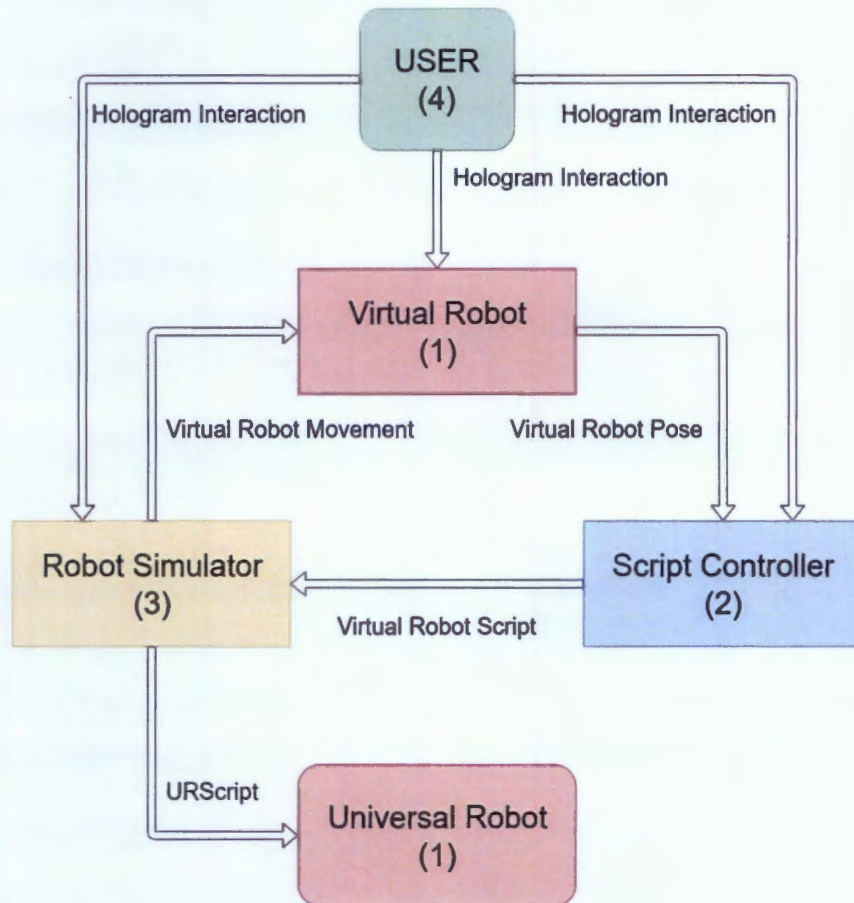 USER
(4)
Hologram Interaction
Hologram Interaction
Hologram Interaction
Virtual Robot
(1)
Virtual Robot Movement
Virtual Robot Pose
Robot Simulator
(3)
Script Controller
(2)
Virtual Robot Script
URScript
Universal Robot
(1)